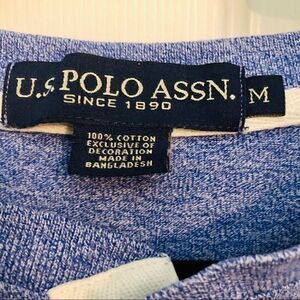 U.S. POLO ASSN.
SINCE 1890
M
100% COTTON
EXCLUSIVE OF
DECORATION
MADE IN
BANGLADESH